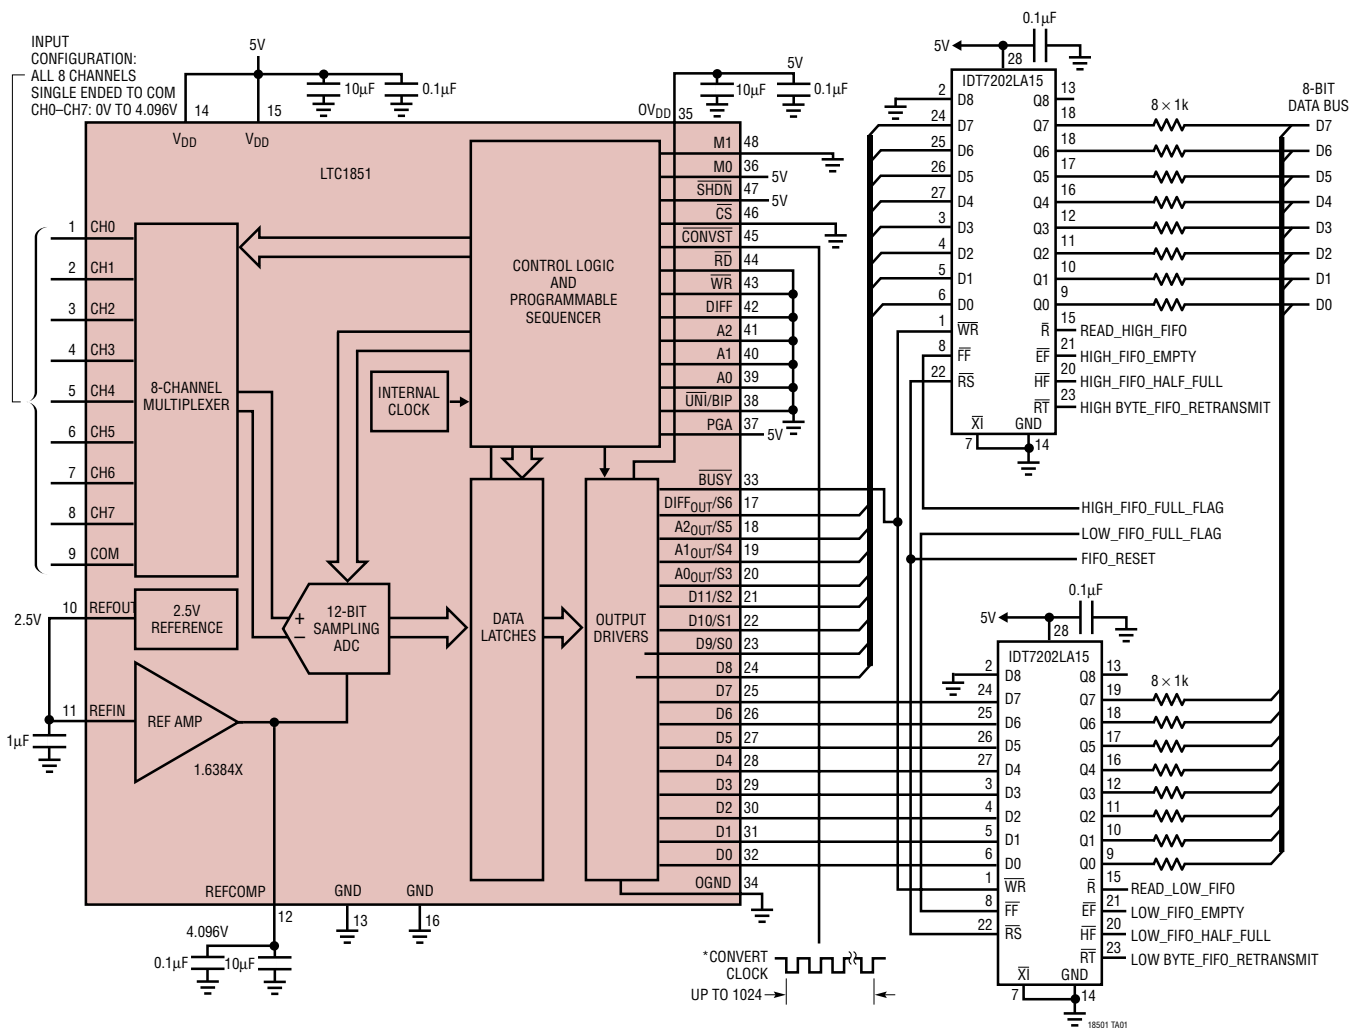 INPUT
CONFIGURATION:
ALL 8 CHANNELS
SINGLE ENDED TO COM
CH0–CH7: 0V TO 4.096V
5V
10µF
0.1µF
14
15
VDD
VDD
LTC1851
5V
10µF
0.1µF
OVDD 35
1 CH0
2 CH1
3 CH2
4 CH3
5 CH4
6 CH5
7 CH6
8 CH7
9 COM
8-CHANNEL
MULTIPLEXER
CONTROL LOGIC
AND
PROGRAMMABLE
SEQUENCER
INTERNAL
CLOCK
M1 48
M0 36 5V
SHDN 47 5V
CS 46
CONVST 45
RD 44
WR 43
DIFF 42
A2 41
A1 40
A0 39
UNI/BIP 38
PGA 37 5V
BUSY 33
DIFFOUT/S6 17
A2OUT/S5 18
A1OUT/S4 19
A0OUT/S3 20
D11/S2 21
D10/S1 22
D9/S0 23
D8 24
D7 25
D6 26
D5 27
D4 28
D3 29
D2 30
D1 31
D0 32
OGND 34
2.5V
10 REFOUT
2.5V
REFERENCE
+
–
12-BIT
SAMPLING
ADC
DATA
LATCHES
OUTPUT
DRIVERS
11 REFIN
REF AMP
1.6384X
1µF
REFCOMP
12
GND
13
GND
16
4.096V
0.1µF
10µF
*CONVERT
CLOCK
UP TO 1024
0.1µF
5V
28
IDT7202LA15
2 D8 Q8 13
24 D7 Q7 18
25 D6 Q6 18
26 D5 Q5 17
27 D4 Q4 16
3 D3 Q3 12
4 D2 Q2 11
5 D1 Q1 10
6 D0 Q0 9
1 WR R 15 READ_HIGH_FIFO
8 FF EF 21 HIGH_FIFO_EMPTY
22 RS HF 20 HIGH_FIFO_HALF_FULL
RT 23 HIGH BYTE_FIFO_RETRANSMIT
XI GND
7 14
8 × 1k
8-BIT
DATA BUS
D7
D6
D5
D4
D3
D2
D1
D0
HIGH_FIFO_FULL_FLAG
LOW_FIFO_FULL_FLAG
FIFO_RESET
0.1µF
5V
28
IDT7202LA15
8 × 1k
2 D8 Q8 13
24 D7 Q7 19
25 D6 Q6 18
26 D5 Q5 17
27 D4 Q4 16
3 D3 Q3 12
4 D2 Q2 11
5 D1 Q1 10
6 D0 Q0 9
1 WR R 15 READ_LOW_FIFO
8 FF EF 21 LOW_FIFO_EMPTY
22 RS HF 20 LOW_FIFO_HALF_FULL
RT 23 LOW BYTE_FIFO_RETRANSMIT
XI GND
7 14
18501 TA01